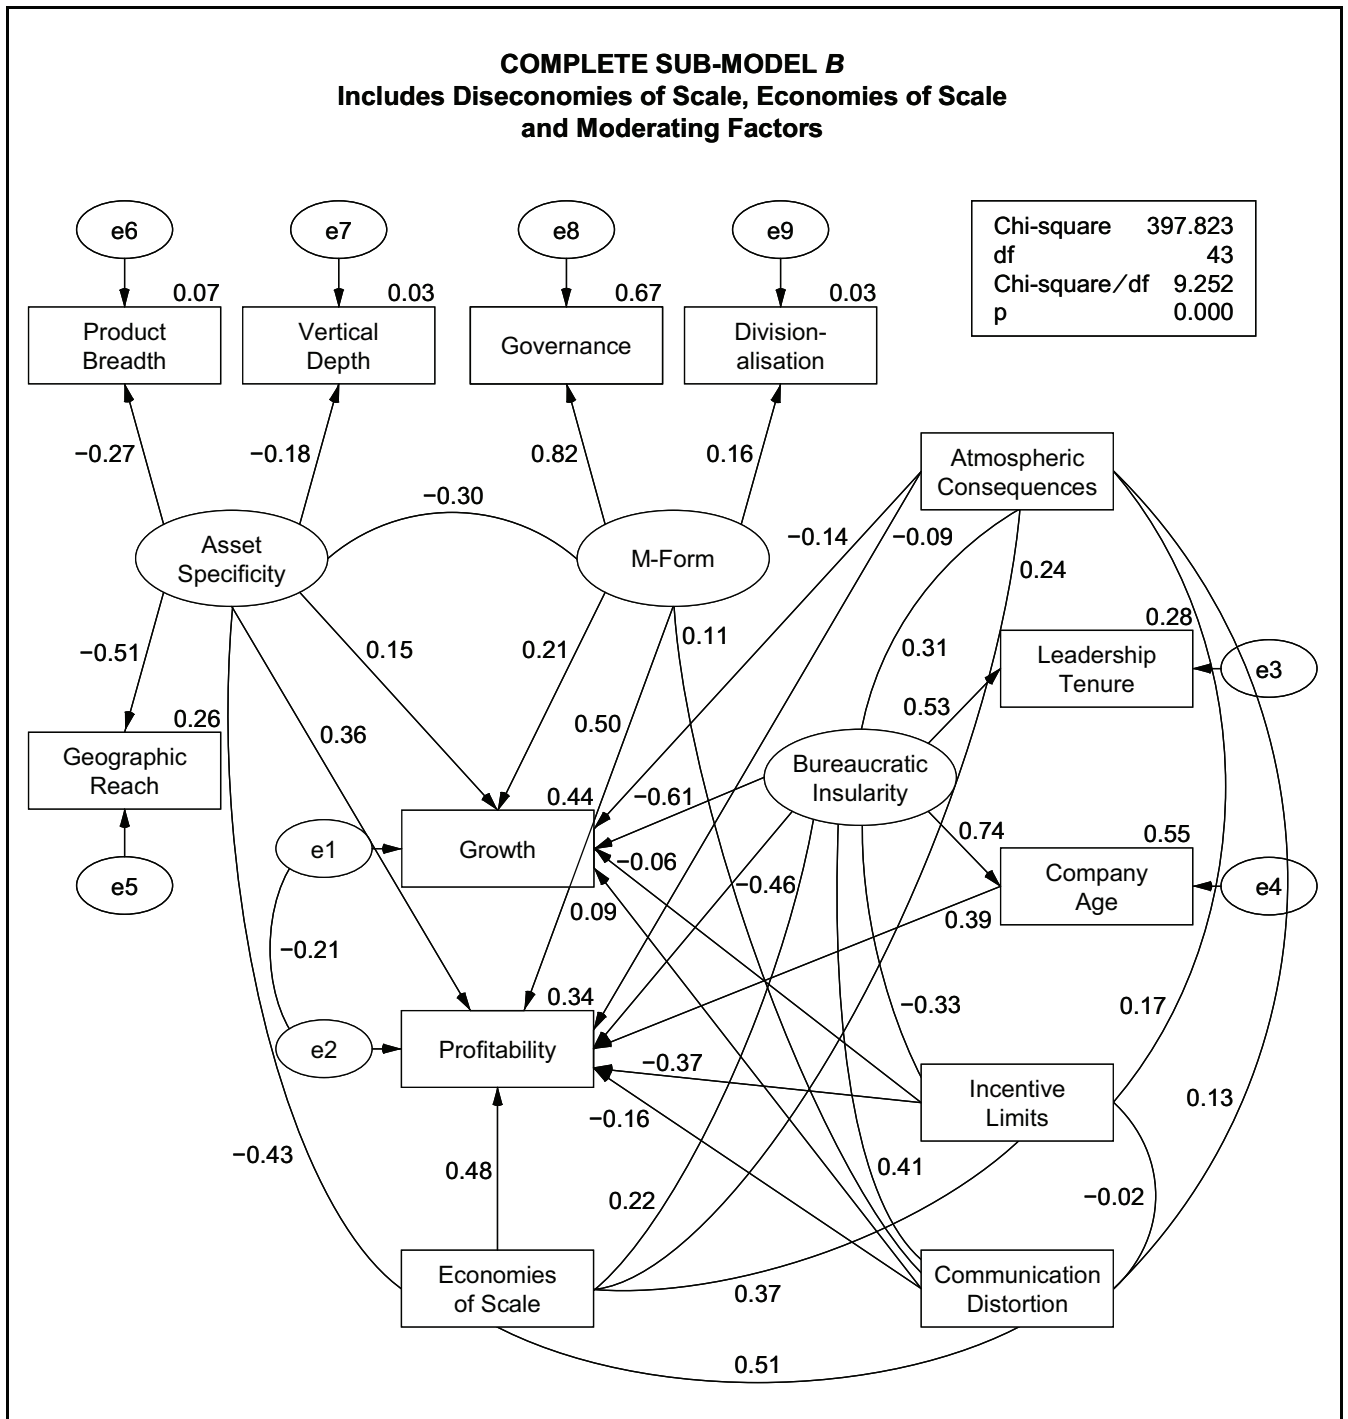 COMPLETE SUB-MODEL B
Includes Diseconomies of Scale, Economies of Scale
and Moderating Factors
e6
e7
e8
e9
Chi-square 397.823
df 43
Chi-square/df 9.252
p 0.000
0.07
0.03
0.67
0.03
Product
Breadth
Vertical
Depth
Governance
Division-
alisation
−0.27
−0.18
0.82
0.16
Atmospheric
Consequences
−0.30
Asset
Specificity
M-Form
−0.14
−0.09
0.24
−0.51
0.15
0.21
0.11
0.31
0.28
Leadership
Tenure
e3
0.26
Geographic
Reach
0.36
0.50
0.53
Bureaucratic
Insularity
e5
0.44
−0.61
e1
Growth
−0.06
0.74
0.55
Company
Age
e4
−0.46
0.09
0.39
−0.21
0.34
−0.33
0.17
e2
Profitability
−0.37
Incentive
Limits
0.13
−0.16
−0.43
0.48
0.41
0.22
−0.02
Economies
of Scale
0.37
Communication
Distortion
0.51